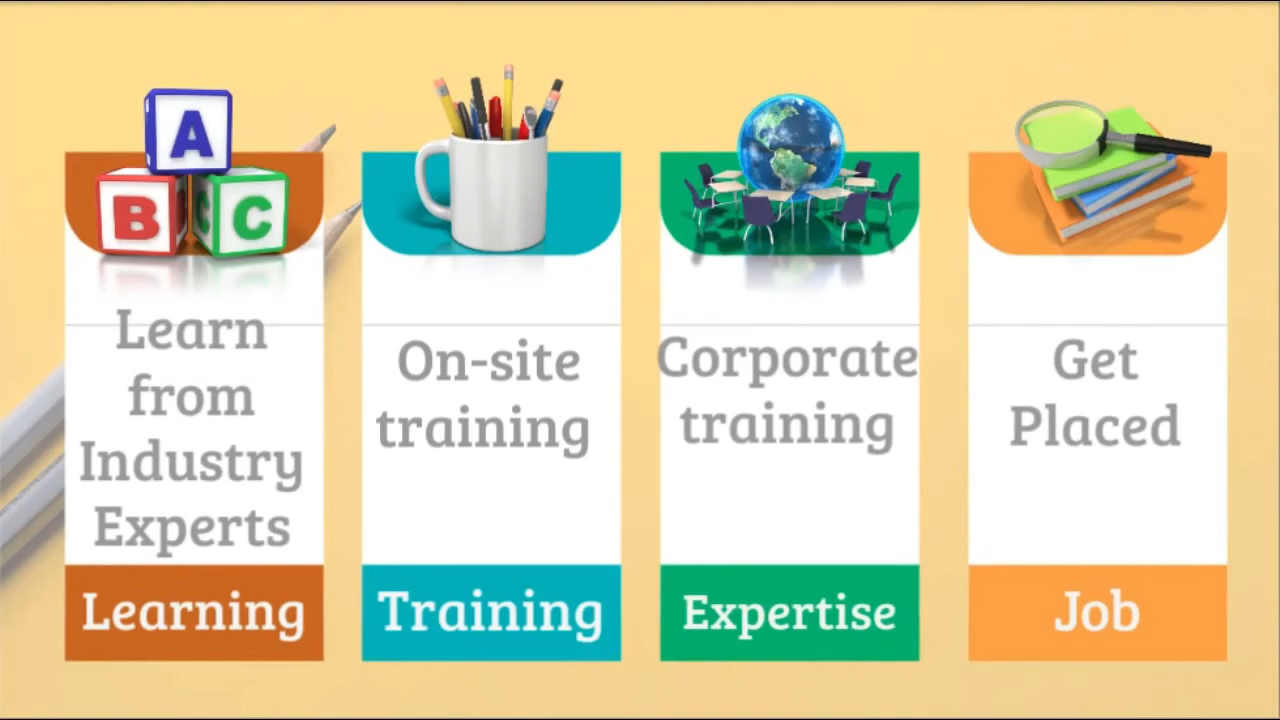 A
B C C
Learn
from
Industry
Experts
Learning
On-site
training
Training
Corporate
training
Expertise
Get
Placed
Job